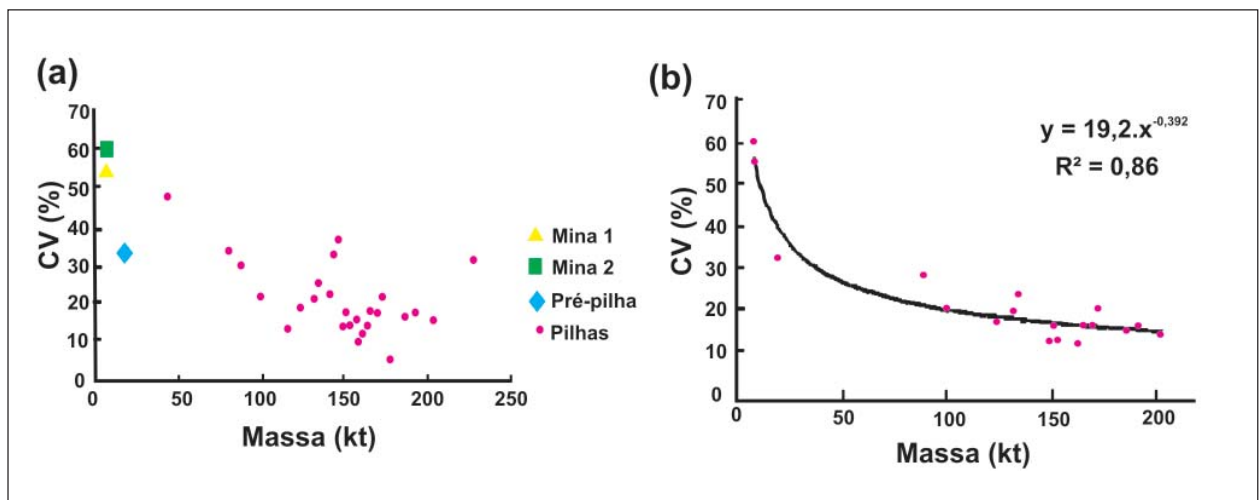 (a)
70
60
50
40
30
20
10
0
CV (%)
0 50 100 150 200 250
Massa (kt)
Mina 1
Mina 2
Pré-pilha
Pilhas
(b)
70
60
50
40
30
20
10
0
CV (%)
0 50 100 150 200
Massa (kt)
y = 19,2.x^-0,392
R² = 0,86